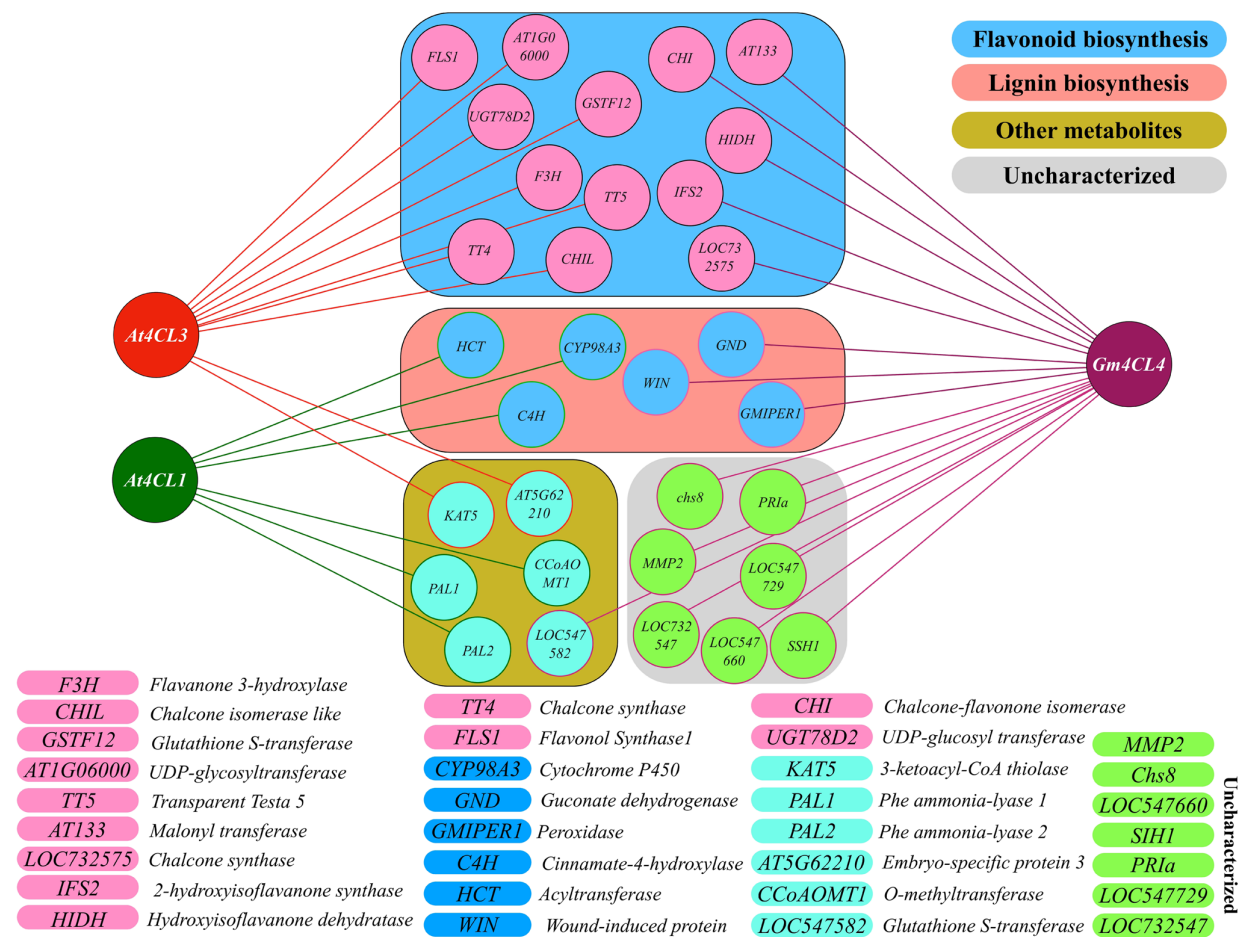 FLS1
AT1G0
6000
CHI
AT133
UGT78D2
GSTF12
HIDH
F3H
TT5
IFS2
TT4
CHIL
LOC73
2575
Flavonoid biosynthesis
Lignin biosynthesis
Other metabolites
Uncharacterized
At4CL3
Gm4CL4
At4CL1
HCT
CYP98A3
GND
WIN
C4H
GMIPER1
KAT5
AT5G62
210
PAL1
CCoAO
MT1
PAL2
LOC547
582
chs8
PRIa
MMP2
LOC547
729
LOC732
547
LOC547
660
SSH1
F3H Flavanone 3-hydroxylase
CHIL Chalcone isomerase like
GSTF12 Glutathione S-transferase
AT1G06000 UDP-glycosyltransferase
TT5 Transparent Testa 5
AT133 Malonyl transferase
LOC732575 Chalcone synthase
IFS2 2-hydroxyisoflavanone synthase
HIDH Hydroxyisoflavanone dehydratase
TT4 Chalcone synthase
FLS1 Flavonol Synthase1
CYP98A3 Cytochrome P450
GND Guconate dehydrogenase
GMIPER1 Peroxidase
C4H Cinnamate-4-hydroxylase
HCT Acyltransferase
WIN Wound-induced protein
CHI Chalcone-flavonone isomerase
UGT78D2 UDP-glucosyl transferase
KAT5 3-ketoacyl-CoA thiolase
PAL1 Phe ammonia-lyase 1
PAL2 Phe ammonia-lyase 2
AT5G62210 Embryo-specific protein 3
CCoAOMT1 O-methyltransferase
LOC547582 Glutathione S-transferase
MMP2
Chs8
LOC547660
SIH1
PRIa
LOC547729
LOC732547
Uncharacterized